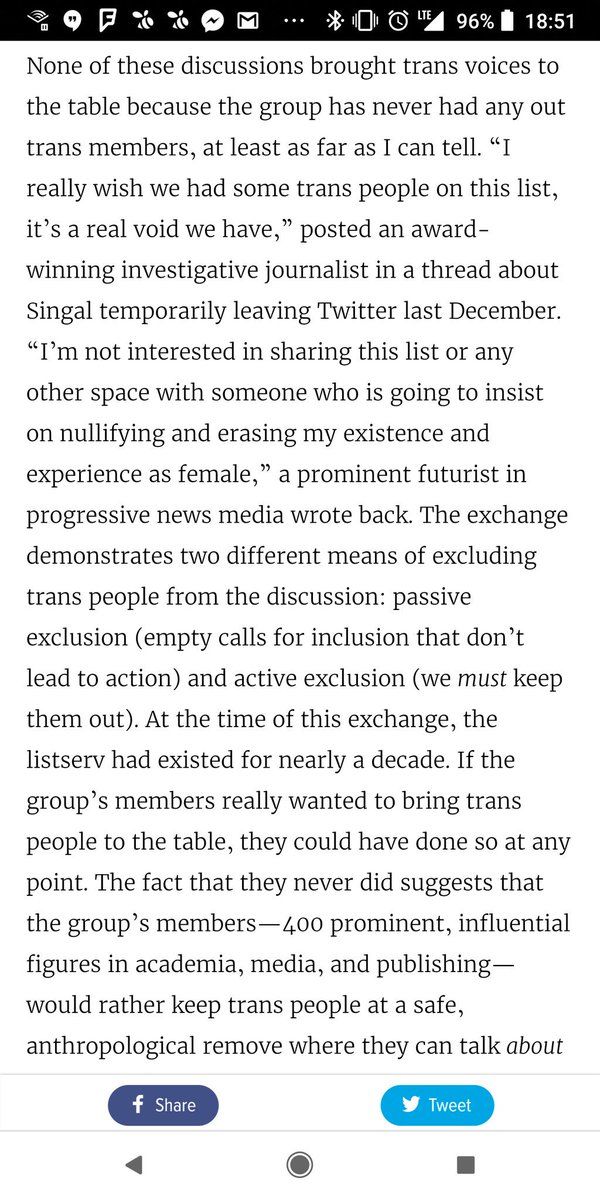 LTE 96% 18:51
None of these discussions brought trans voices to
the table because the group has never had any out
trans members, at least as far as I can tell. “I
really wish we had some trans people on this list,
it’s a real void we have,” posted an award-
winning investigative journalist in a thread about
Singal temporarily leaving Twitter last December.
“I’m not interested in sharing this list or any
other space with someone who is going to insist
on nullifying and erasing my existence and
experience as female,” a prominent futurist in
progressive news media wrote back. The exchange
demonstrates two different means of excluding
trans people from the discussion: passive
exclusion (empty calls for inclusion that don’t
lead to action) and active exclusion (we must keep
them out). At the time of this exchange, the
listserv had existed for nearly a decade. If the
group’s members really wanted to bring trans
people to the table, they could have done so at any
point. The fact that they never did suggests that
the group’s members—400 prominent, influential
figures in academia, media, and publishing—
would rather keep trans people at a safe,
anthropological remove where they can talk about
Share Tweet